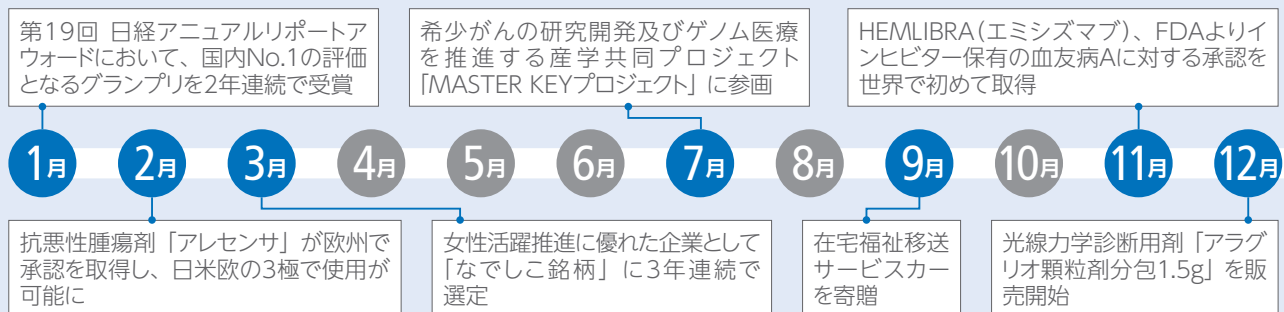 第19回 日経アニュアルリポートア
ウォードにおいて、国内No.1の評価
となるグランプリを2年連続で受賞
希少がんの研究開発及びゲノム医療
を推進する産学共同プロジェクト
「MASTER KEYプロジェクト」に参画
HEMLIBRA(エミシズマブ)、FDAよりイ
ンヒビター保有の血友病Aに対する承認を
世界で初めて取得
1月 2月 3月 4月 5月 6月 7月 8月 9月 10月 11月 12月
抗悪性腫瘍剤「アレセンサ」が欧州で
承認を取得し、日米欧の3極で使用が
可能に
女性活躍推進に優れた企業として
「なでしこ銘柄」に3年連続で
選定
在宅福祉移送
サービスカー
を寄贈
光線力学診断用剤「アラグ
リオ顆粒剤分包1.5g」を販
売開始